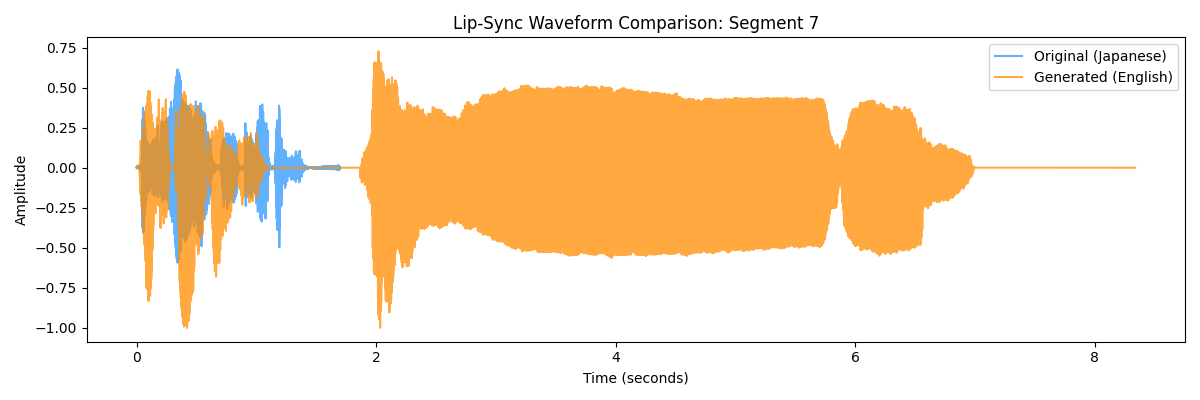 Lip-Sync Waveform Comparison: Segment 7
Original (Japanese)
Generated (English)
Amplitude
0.75
0.50
0.25
0.00
−0.25
−0.50
−0.75
−1.00
0 2 4 6 8
Time (seconds)